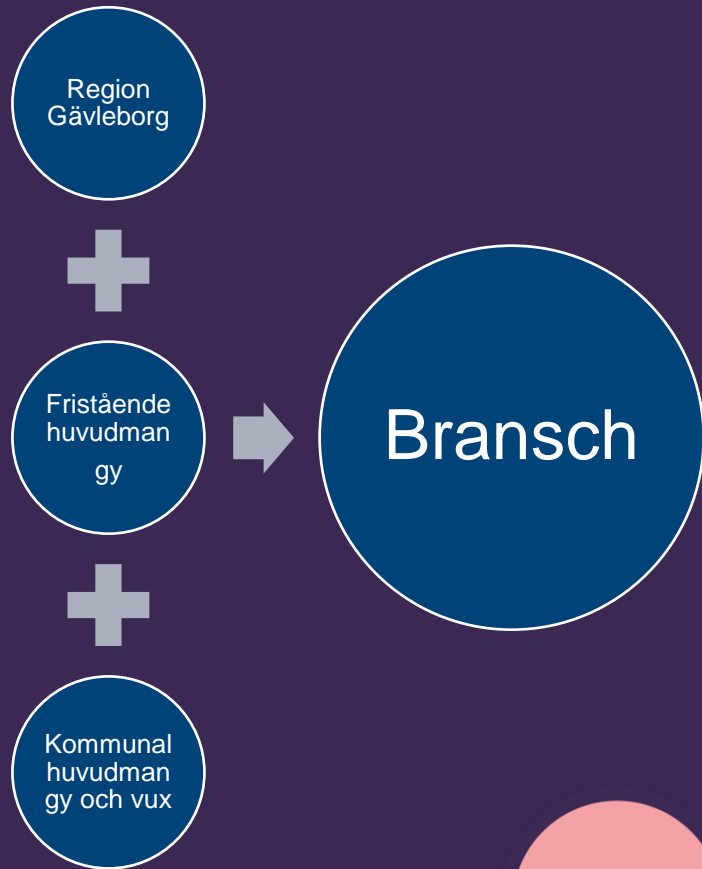 Region
Gävleborg
Fristående
huvudman
gy
Bransch
Kommunal
huvudman
gy och vux